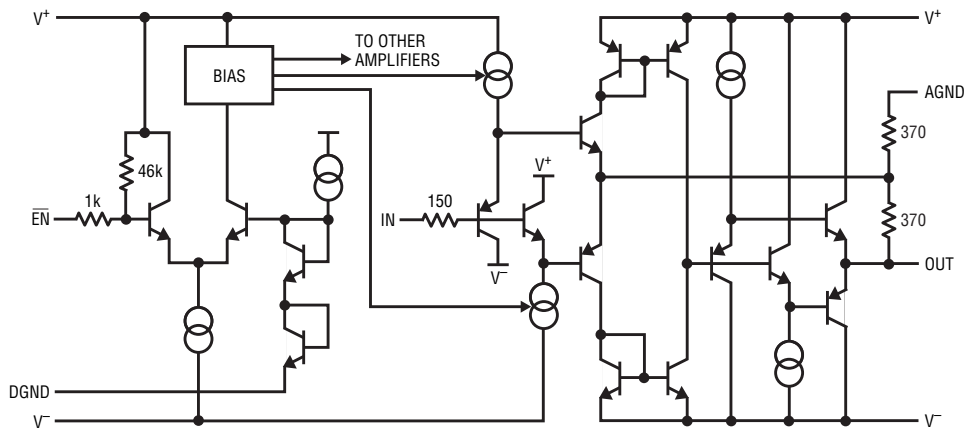 V+
TO OTHER
AMPLIFIERS
BIAS
V+
AGND
370
46k
1k
EN
V+
IN
150
370
V−
OUT
DGND
V−
V−